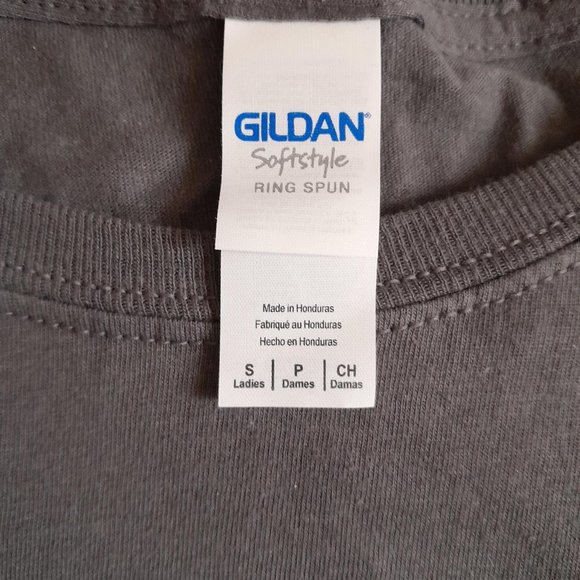 GILDAN®
Softstyle
RING SPUN
Made in Honduras
Fabriqué au Honduras
Hecho en Honduras
S | P | CH
Ladies | Dames | Damas